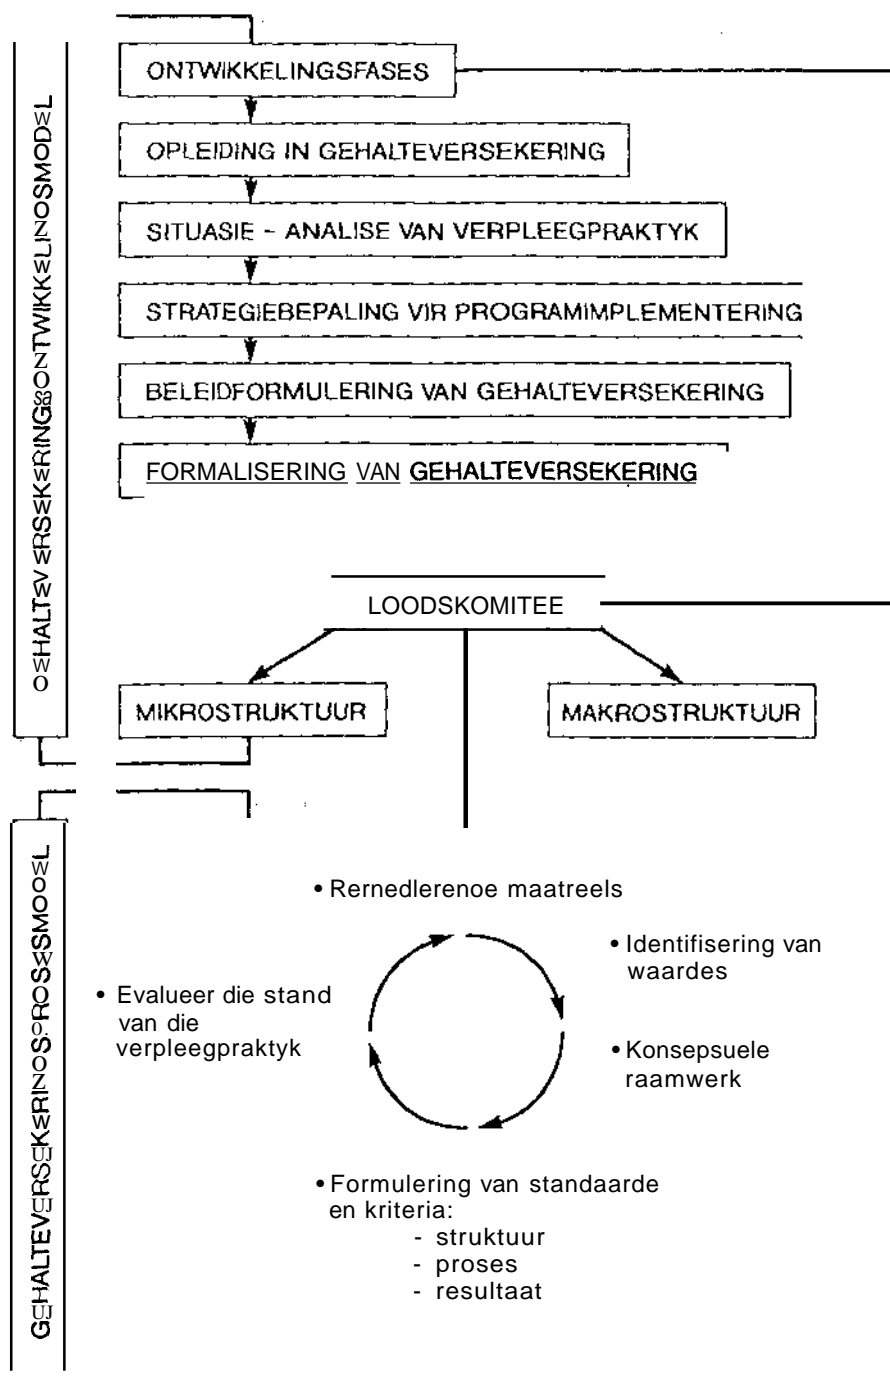 ONTWIKKELINGSFASES
OPLEIDING IN GEHALTEVERSEKERING
SITUASIE - ANALISE VAN VERPLEEGPRAKTYK
STRATEGIEBEPALING VIR PROGRAMIMPLEMENTERING
BELEIDFORMULERING VAN GEHALTEVERSEKERING
FORMALISERING VAN GEHALTEVERSEKERING
LOODSKOMITEE
MIKROSTRUKTUUR
MAKROSTRUKTUUR
• Rernedlerenoe maatreels
• Identifisering van
waardes
• Evalueer die stand
van die
verpleegpraktyk
• Konsepsuele
raamwerk
• Formulering van standaarde
en kriteria:
- struktuur
- proses
- resultaat